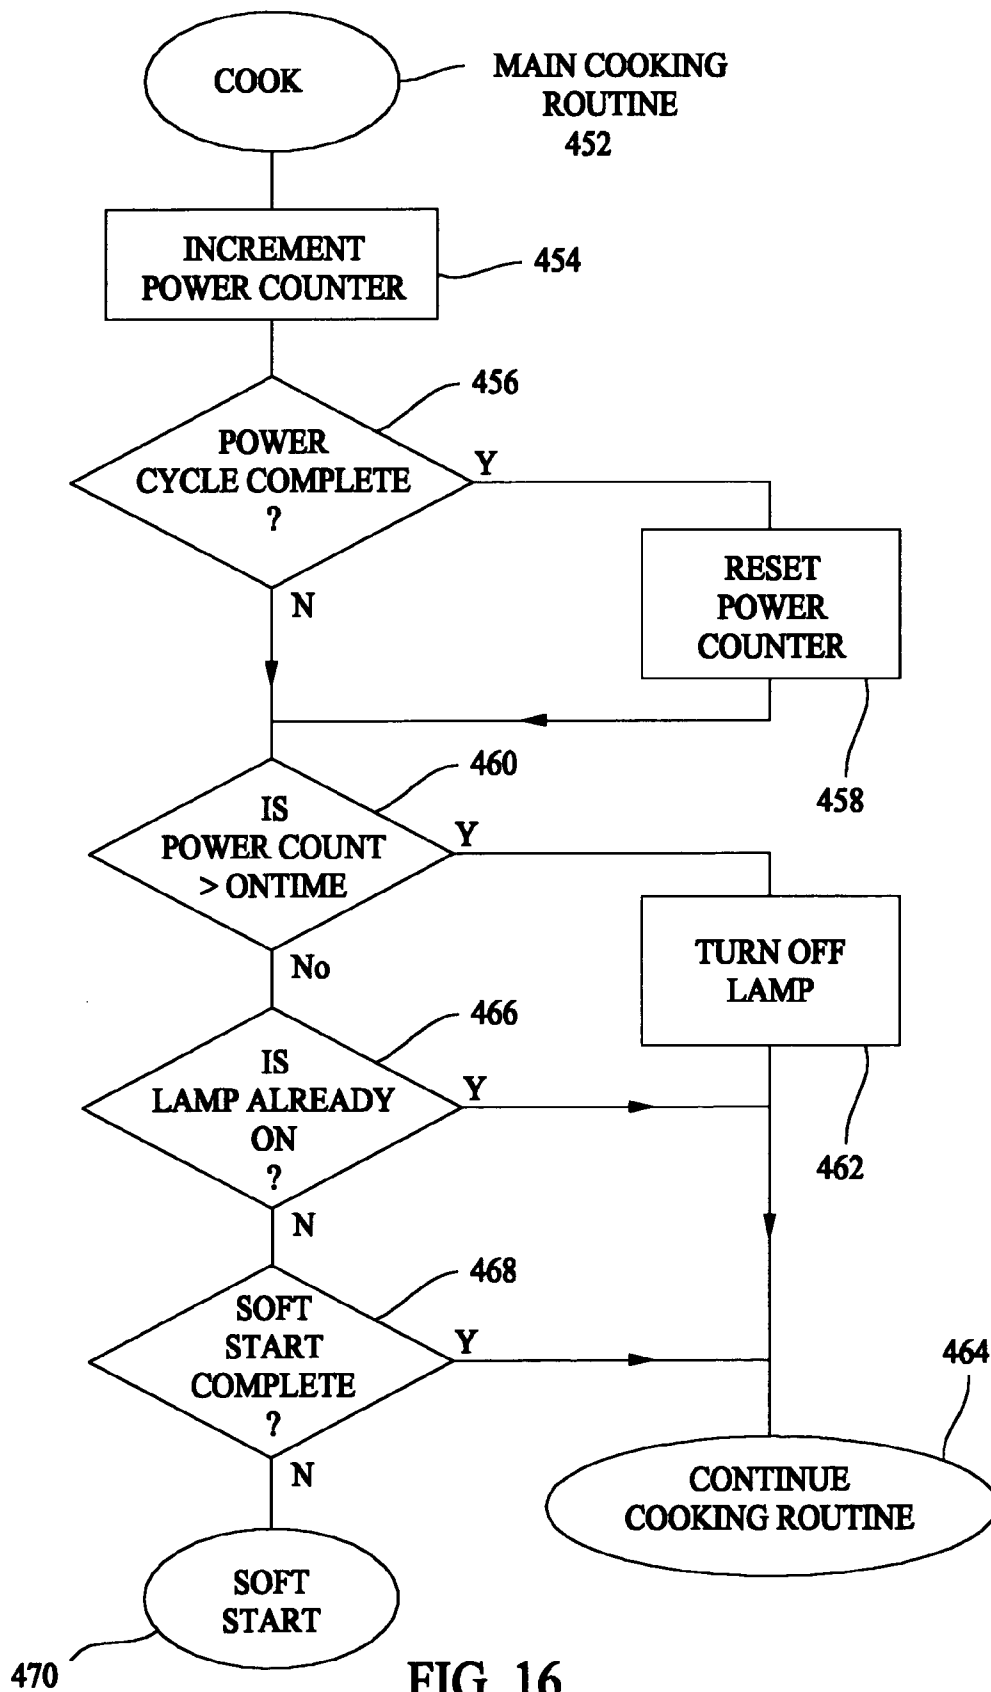 COOK
MAIN COOKING
ROUTINE
452
INCREMENT
POWER COUNTER
454
456
POWER
CYCLE COMPLETE
?
Y
N
RESET
POWER
COUNTER
458
460
IS
POWER COUNT
> ONTIME
Y
No
TURN OFF
LAMP
462
466
IS
LAMP ALREADY
ON
?
Y
N
468
SOFT
START
COMPLETE
?
Y
N
464
CONTINUE
COOKING ROUTINE
SOFT
START
470
FIG. 16